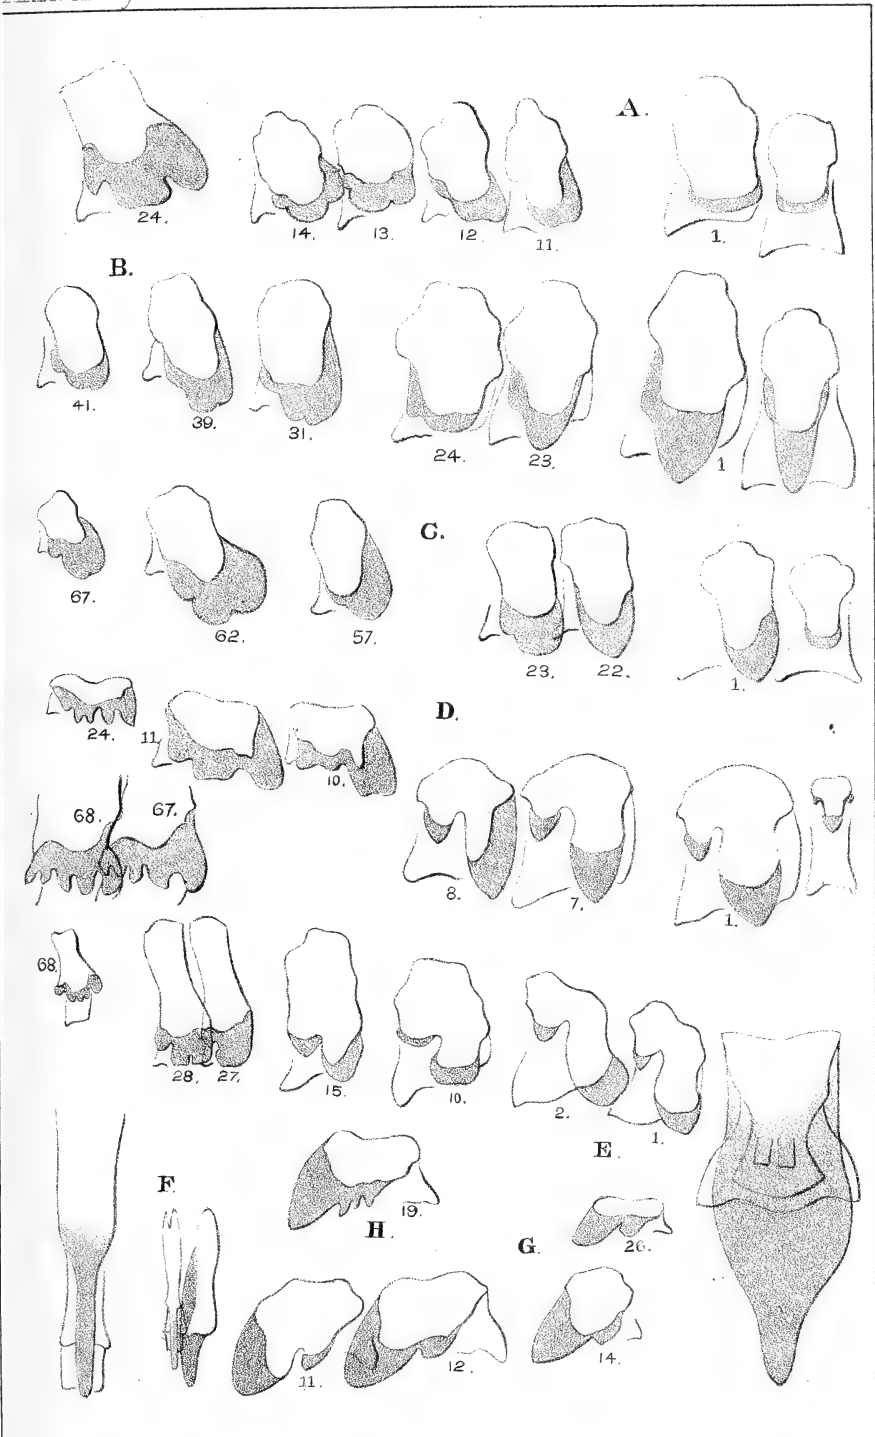 A.
24.
14. 13. 12. 11. 1.
B.
41. 39. 31. 24. 23. 1
C.
67. 62. 57. 23. 22. 1.
D.
24. 11. 10.
68. 67. 8. 7. 1.
68. 28. 27. 15. 10. 2. 1.
E.
F.
19.
H.
G. 26.
11. 12. 14.